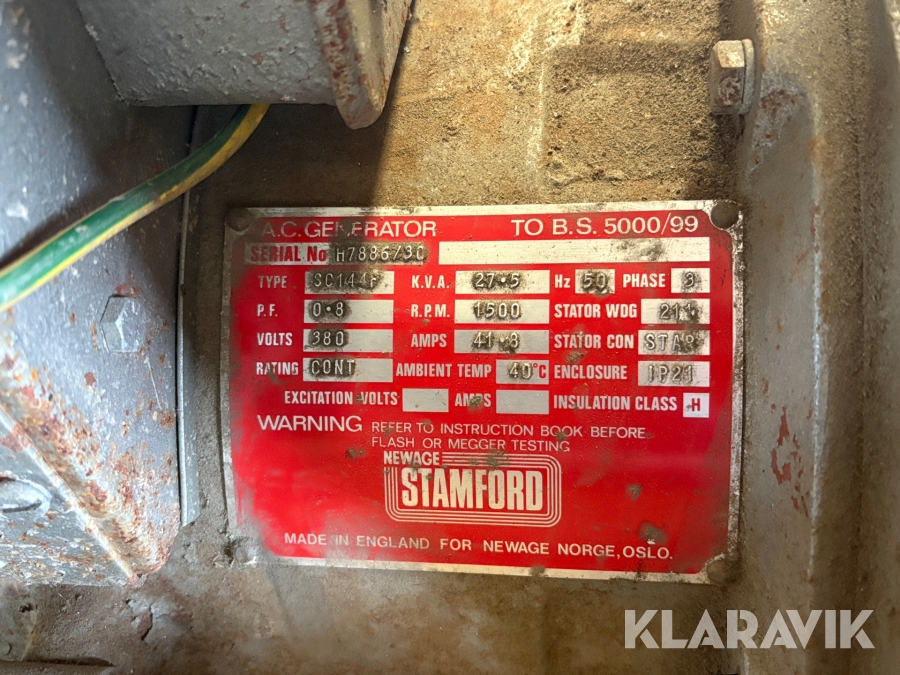 A.C. GENERATOR TO B.S. 5000/99
SERIAL No H7886/30
TYPE SC144F K.V.A. 27.5 Hz 50 PHASE 3
P.F. 0.8 R.P.M. 1500 STATOR WDG 211
VOLTS 380 AMPS 41.8 STATOR CON STAR
RATING CONT AMBIENT TEMP 40°C ENCLOSURE IP21
EXCITATION VOLTS AMPS INSULATION CLASS H
WARNING REFER TO INSTRUCTION BOOK BEFORE
FLASH OR MEGGER TESTING
NEWAGE
STAMFORD
MADE IN ENGLAND FOR NEWAGE NORGE, OSLO.
KLARAVIK